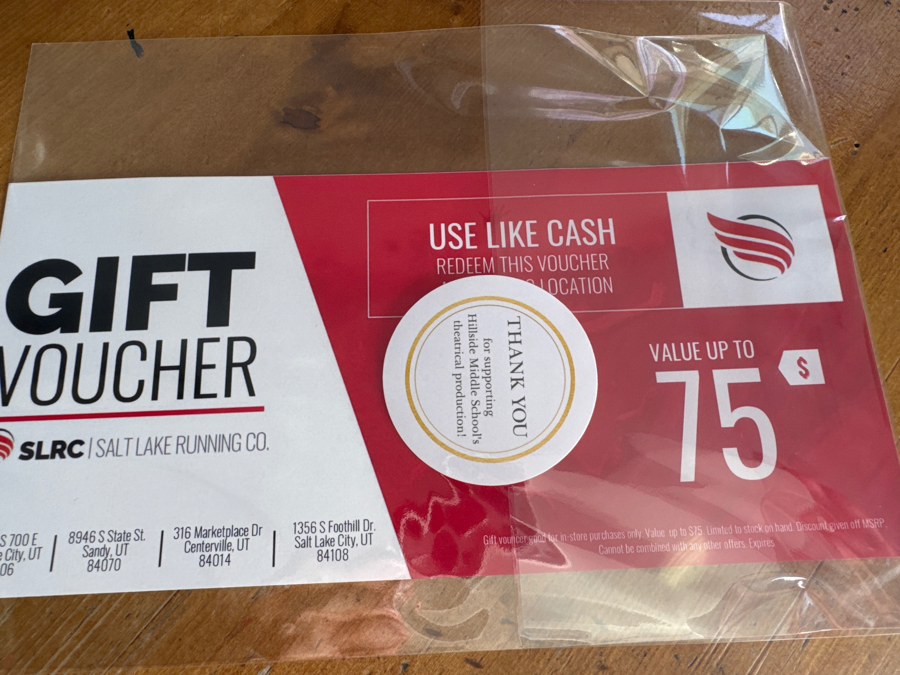 GIFT
VOUCHER
SLRC | SALT LAKE RUNNING CO.
S 700 E
City, UT
06
8946 S State St.
Sandy, UT
84070
316 Marketplace Dr
Centerville, UT
84014
1356 S Foothill Dr.
Salt Lake City, UT
84108
USE LIKE CASH
REDEEM THIS VOUCHER
LOCATION
THANK YOU
for supporting
Hillside Middle School's
theatrical production!
VALUE UP TO
75
$
Gift voucher good for in-store purchases only. Value up to $75. Limited to stock on hand. Discount given off MSRP.
Cannot be combined with any other offers. Expires